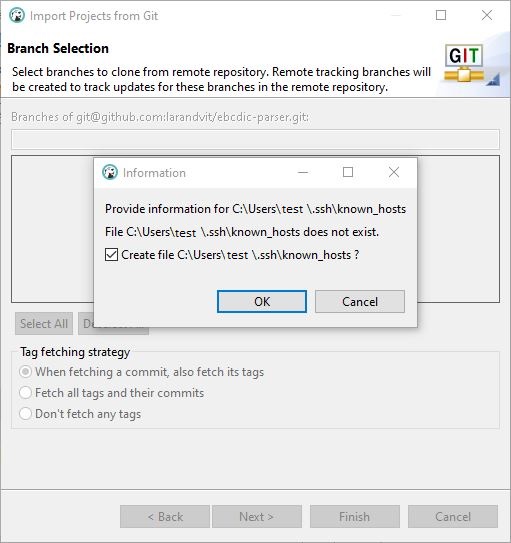 Import Projects from Git
Branch Selection
GIT
Select branches to clone from remote repository. Remote tracking branches will
be created to track updates for these branches in the remote repository.
Branches of git@github.com:larandvit/ebcdic-parser.git:
Information
Provide information for C:\Users\test \.ssh\known_hosts
File C:\Users\test \.ssh\known_hosts does not exist.
Create file C:\Users\test \.ssh\known_hosts ?
OK Cancel
Select All
Tag fetching strategy
When fetching a commit, also fetch its tags
Fetch all tags and their commits
Don't fetch any tags
< Back Next > Finish Cancel